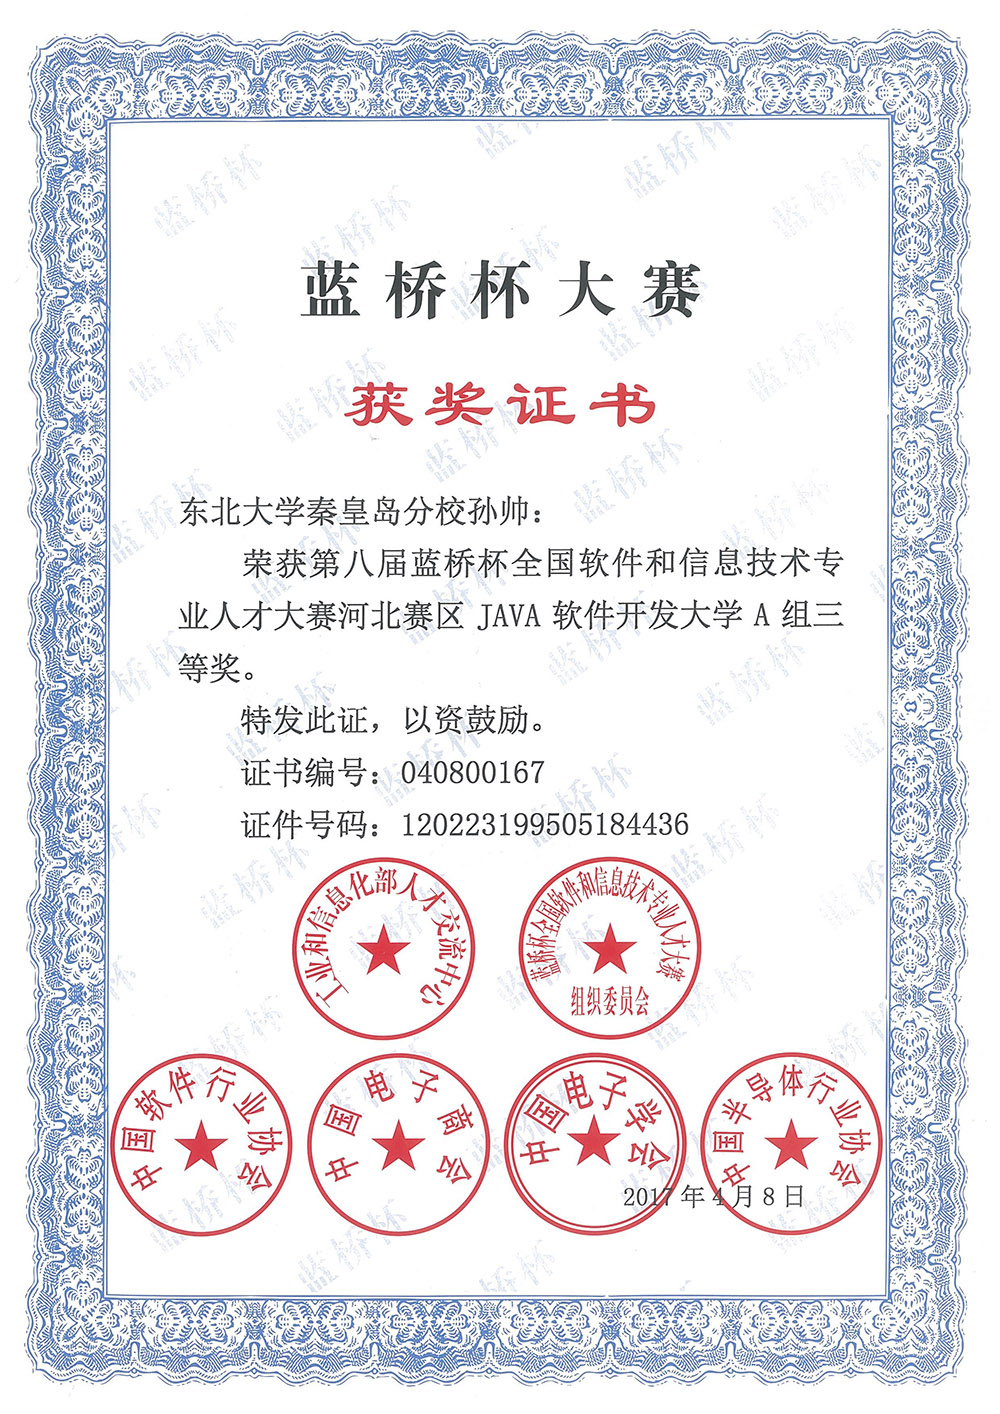 蓝桥杯大赛
获奖证书
东北大学秦皇岛分校孙帅：
荣获第八届蓝桥杯全国软件和信息技术专
业人才大赛河北赛区 JAVA 软件开发大学 A 组三
等奖。
特发此证，以资鼓励。
证书编号：040800167
证件号码：120223199505184436
工业和信息化部人才交流中心
蓝桥杯全国软件和信息技术专业人才大赛
组织委员会
中国软件行业协会
中国电子商会
中国电子学会
中国半导体行业协会
2017 年 4 月 8 日